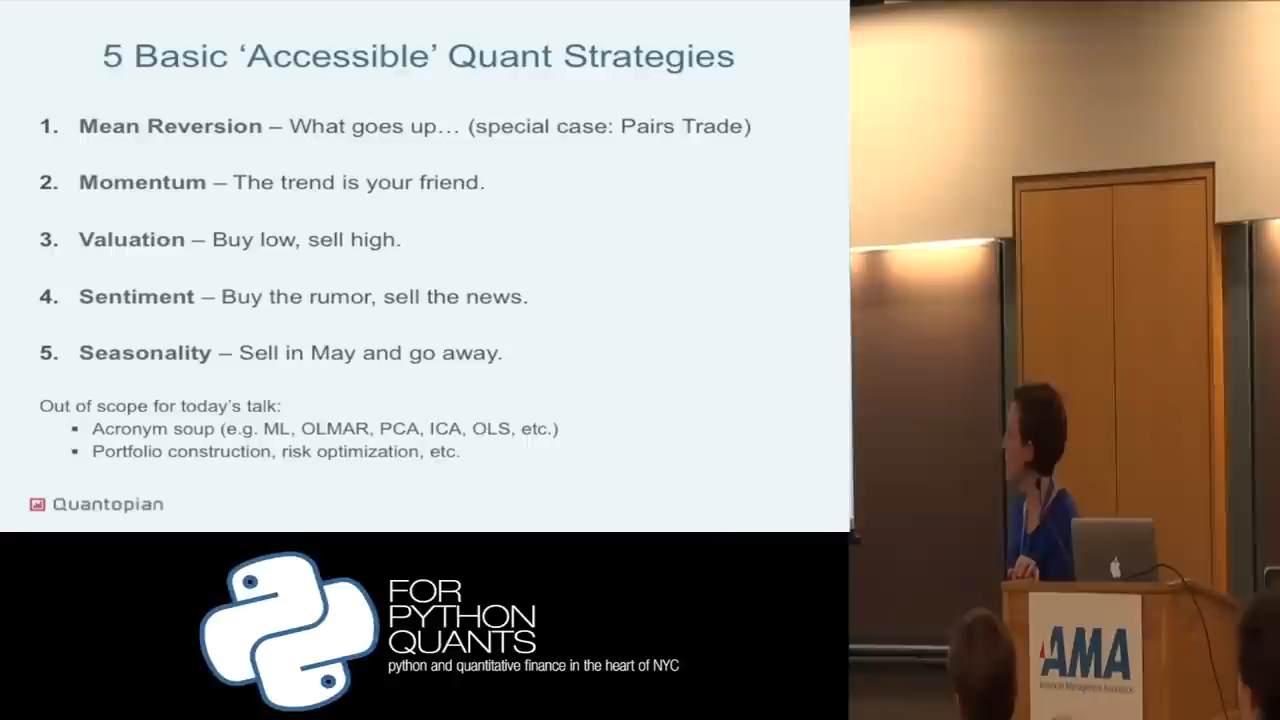 5 Basic ‘Accessible’ Quant Strategies
1. Mean Reversion – What goes up… (special case: Pairs Trade)
2. Momentum – The trend is your friend.
3. Valuation – Buy low, sell high.
4. Sentiment – Buy the rumor, sell the news.
5. Seasonality – Sell in May and go away.
Out of scope for today’s talk:
▪ Acronym soup (e.g. ML, OLMAR, PCA, ICA, OLS, etc.)
▪ Portfolio construction, risk optimization, etc.
Quantopian
FOR
PYTHON
QUANTS
python and quantitative finance in the heart of NYC
AMA
American Management Association